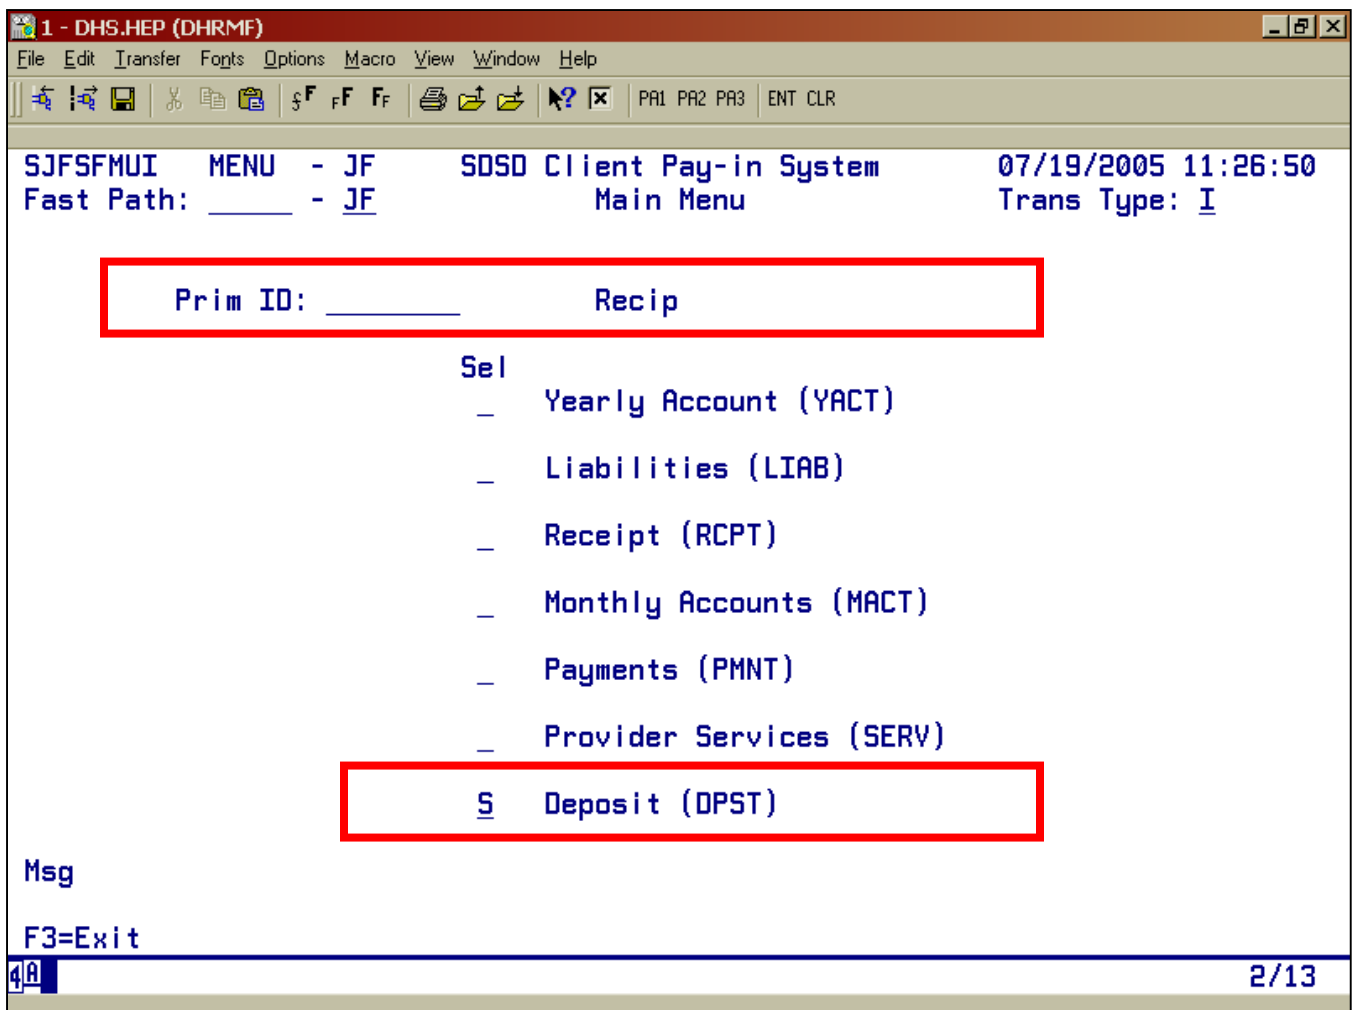 1 - DHS.HEP (DHRMF)
File Edit Transfer Fonts Options Macro View Window Help
PA1 PA2 PA3 ENT CLR
SJFSFMUI MENU - JF SDSD Client Pay-in System 07/19/2005 11:26:50
Fast Path: _____ - JF Main Menu Trans Type: I
Prim ID: ________ Recip
Sel
_ Yearly Account (YACT)
_ Liabilities (LIAB)
_ Receipt (RCPT)
_ Monthly Accounts (MACT)
_ Payments (PMNT)
_ Provider Services (SERV)
S Deposit (DPST)
Msg
F3=Exit
4A 2/13